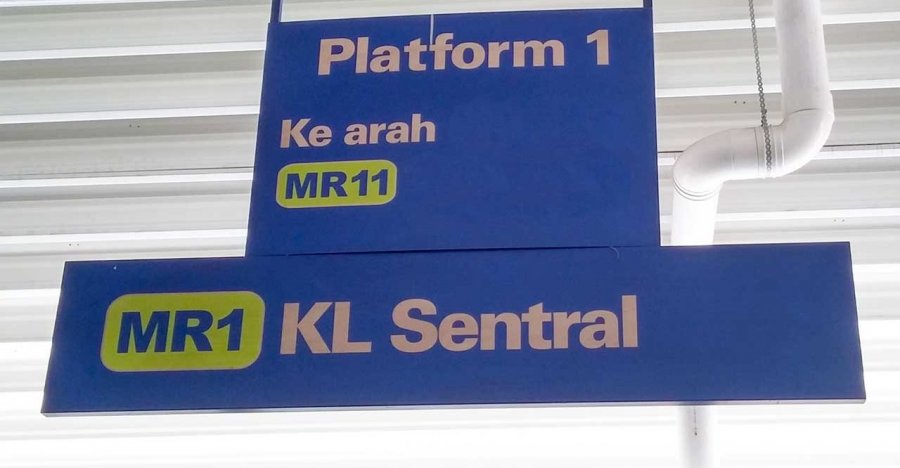 Platform 1
Ke arah
MR11
MR1 KL Sentral